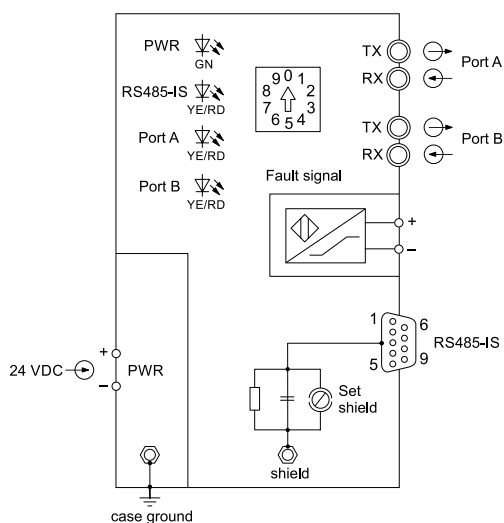 PWR
GN
RS485-IS
YE/RD
Port A
YE/RD
Port B
YE/RD
9 0 1
8 2
7 3
6 5 4
TX
RX
Port A
TX
RX
Port B
Fault signal
+
–
1
6
5
9
RS485-IS
24 VDC
+
–
PWR
Set
shield
shield
case ground